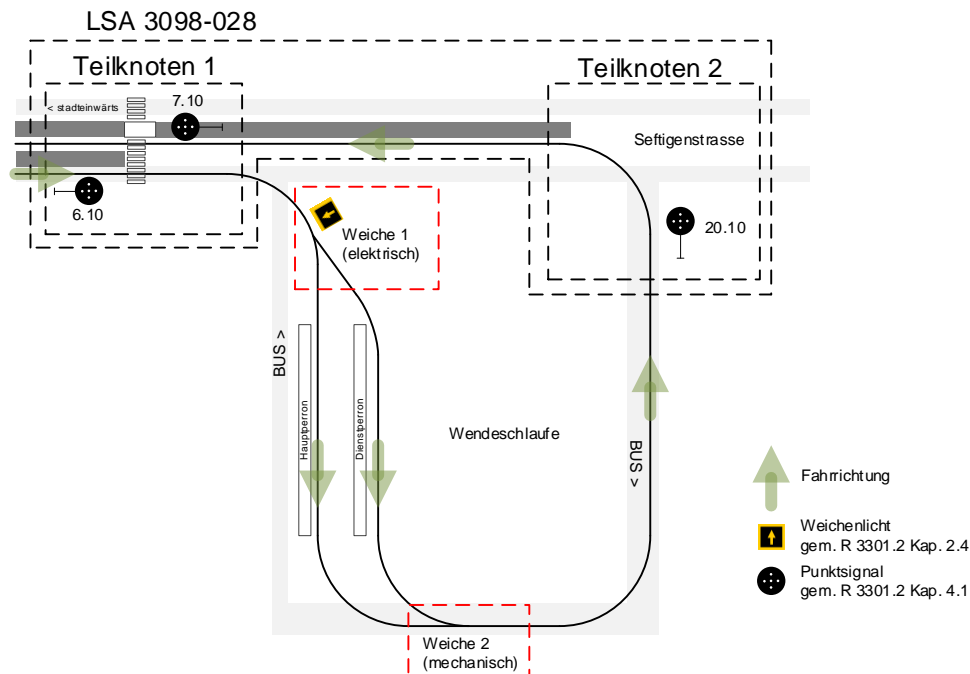 LSA 3098-028
Teilknoten 1
Teilknoten 2
< stadteinwärts
7.10
Seftigenstrasse
6.10
20.10
Weiche 1
(elektrisch)
BUS >
Hauptperron
Dienstperron
Wendeschlaufe
BUS >
Fahrrichtung
Weichenlicht
gem. R 3301.2 Kap. 2.4
Punktsignal
gem. R 3301.2 Kap. 4.1
Weiche 2
(mechanisch)